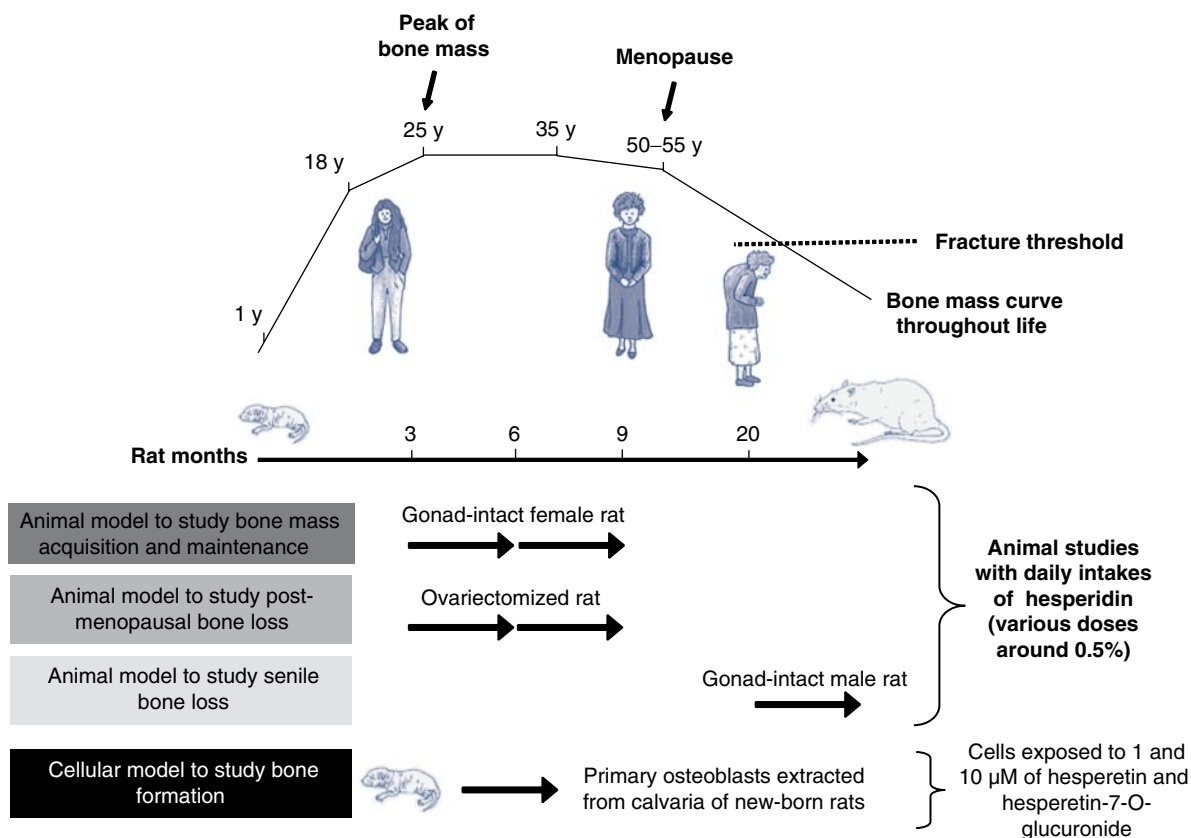 Peak of
bone mass
Menopause
25 y
35 y
50–55 y
18 y
1 y
Fracture threshold
Bone mass curve
throughout life
3
6
9
20
Rat months
Animal model to study bone mass
acquisition and maintenance
Gonad-intact female rat
Animal model to study post-
menopausal bone loss
Ovariectomized rat
Animal model to study senile
bone loss
Gonad-intact male rat
Animal studies
with daily intakes
of hesperidin
(various doses
around 0.5%)
Cellular model to study bone
formation
Primary osteoblasts extracted
from calvaria of new-born rats
Cells exposed to 1 and
10 µM of hesperetin and
hesperetin-7-O-
glucuronide